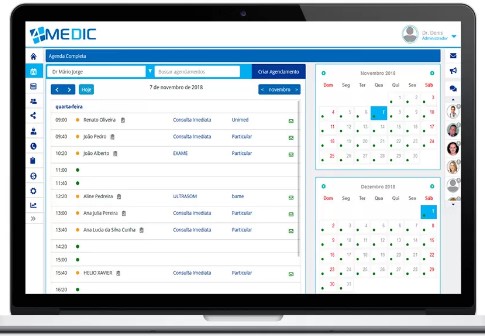 4MEDIC
Dr. Denis
Administrador
Agenda Completa
Dr Mário Jorge
Buscar agendamentos
Criar Agendamento
Hoje
7 de novembro de 2018
novembro
quarta-feira
09:00 Renato Oliveira Consulta Imediata Unimed
09:40 João Pedro Consulta Imediata Particular
10:20 João Alberto EXAME Particular
11:00
11:40
12:20 Aline Pedreira ULTRASOM
13:00 Ana Julia Pereira Consulta Imediata Particular
13:40 Ana Lucia da Silva Cunha Consulta Imediata Particular
14:20
15:00
15:40 HELIO XAVIER Consulta Imediata Particular
16:20
Novembro 2018
Dom Seg Ter Qua Qui Sex Sáb
1 2 3
4 5 6 7 8 9 10
11 12 13 14 15 16 17
18 19 20 21 22 23 24
25 26 27 28 29 30
Dezembro 2018
Dom Seg Ter Qua Qui Sex Sáb
1
2 3 4 5 6 7 8
9 10 11 12 13 14 15
16 17 18 19 20 21 22
23 24 25 26 27 28 29
30 31